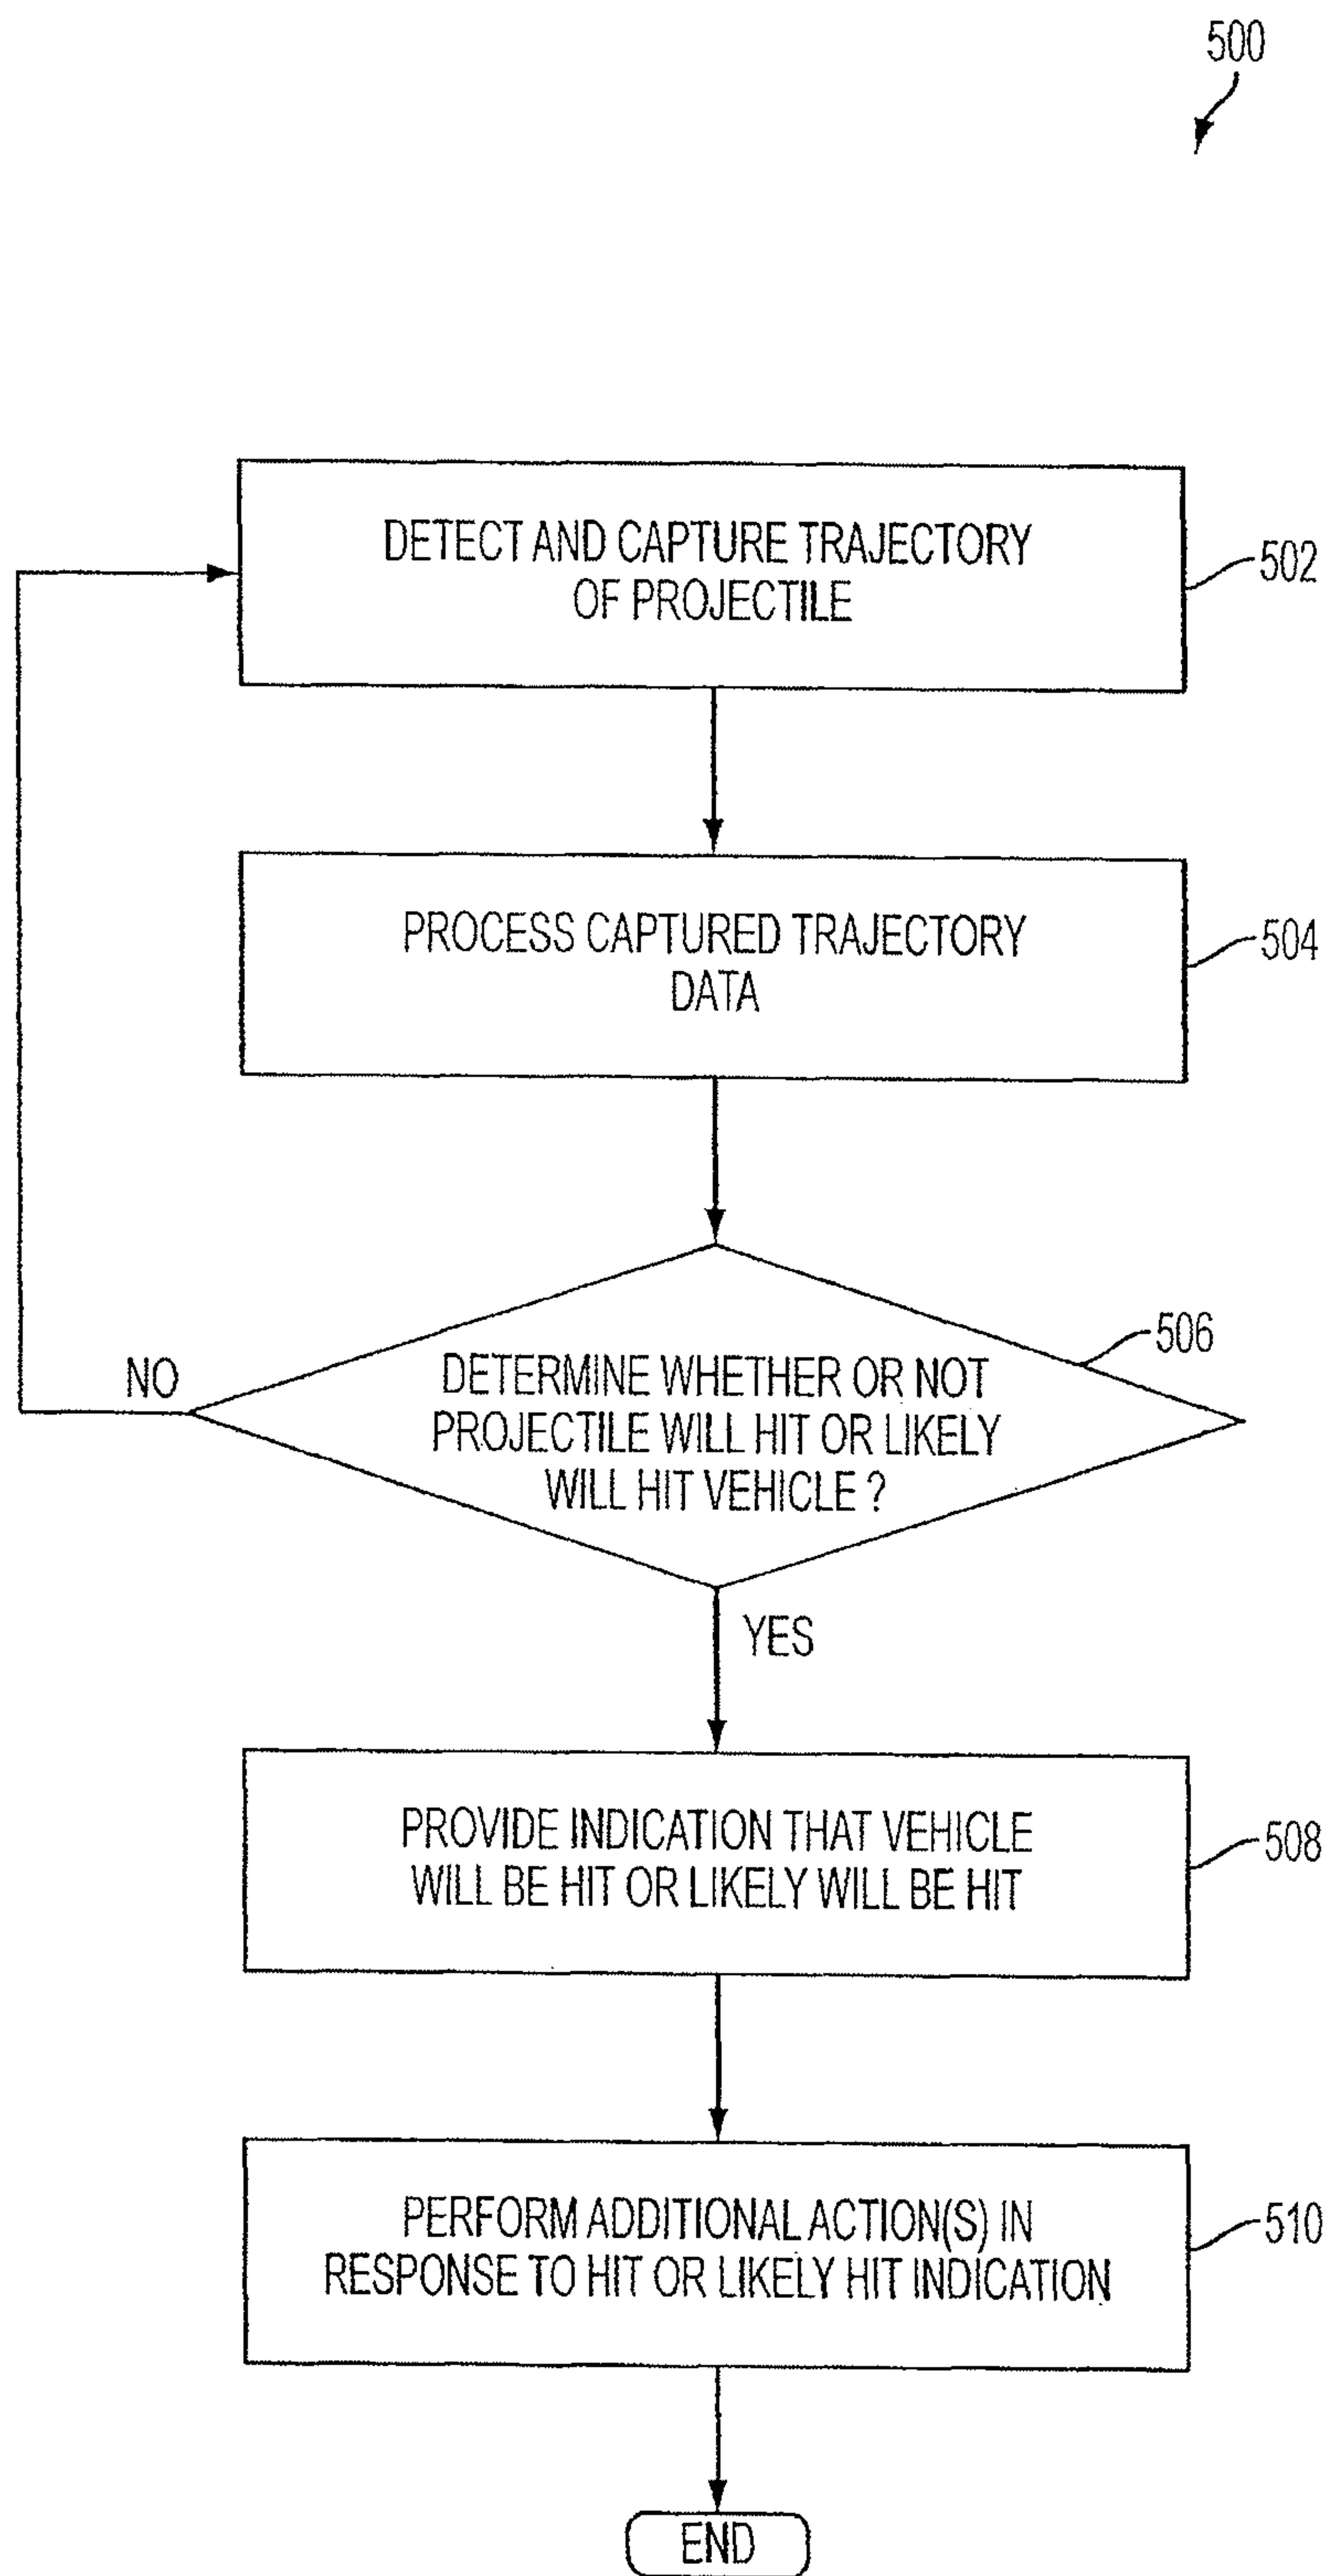 500
DETECT AND CAPTURE TRAJECTORY
OF PROJECTILE
502
PROCESS CAPTURED TRAJECTORY
DATA
504
506
NO
DETERMINE WHETHER OR NOT
PROJECTILE WILL HIT OR LIKELY
WILL HIT VEHICLE ?
YES
PROVIDE INDICATION THAT VEHICLE
WILL BE HIT OR LIKELY WILL BE HIT
508
PERFORM ADDITIONAL ACTION(S) IN
RESPONSE TO HIT OR LIKELY HIT INDICATION
510
END